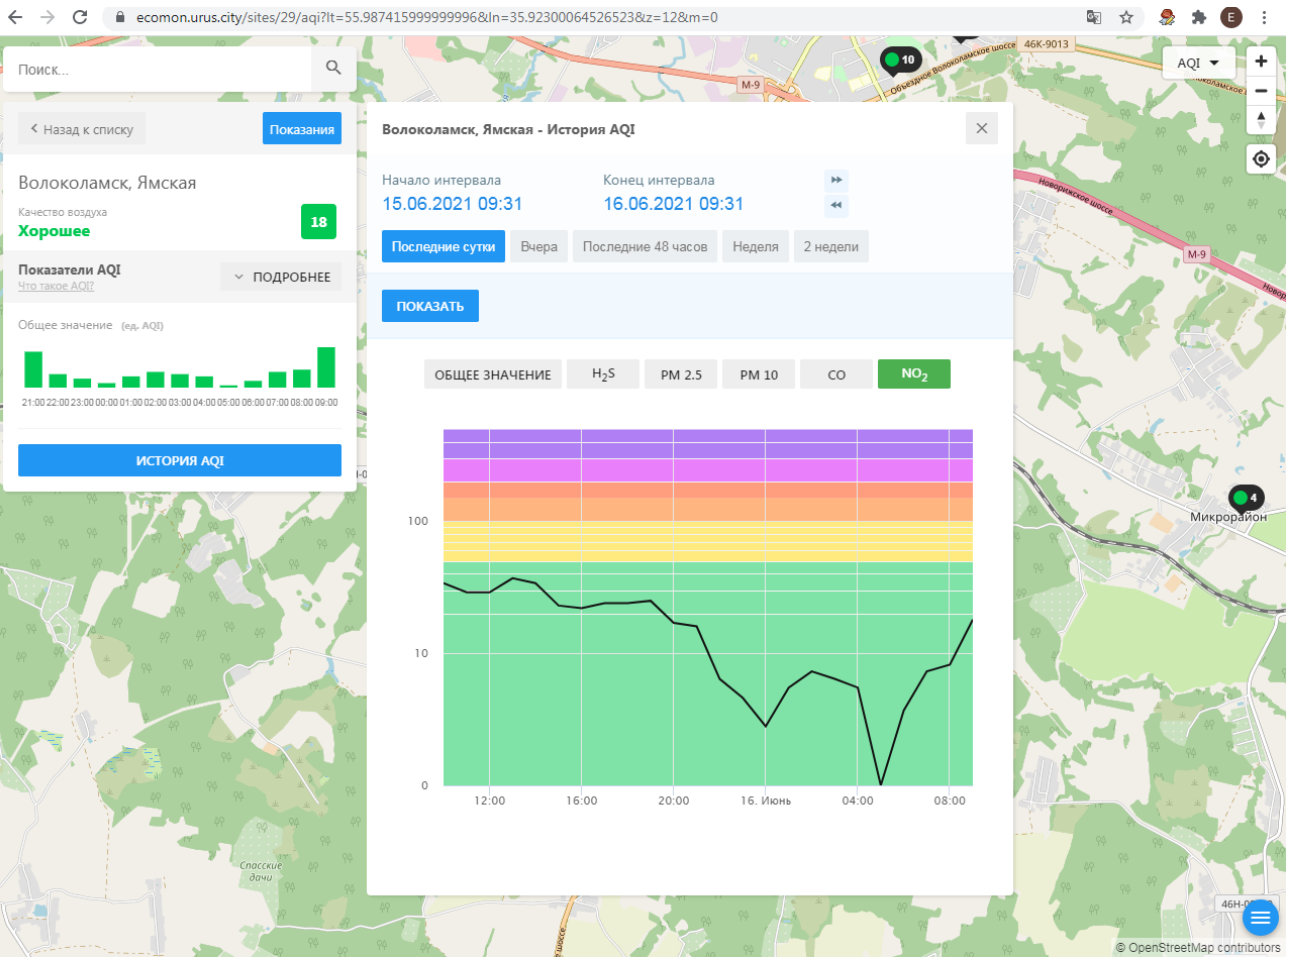 ecomon.urus.city/sites/29/aqi?lt=55.987415999999996&ln=35.92300064526523&z=12&m=0
E
Поиск...
46К-9013
Объездное Волоколамское шоссе
М-9
10
AQI
Назад к списку
Показания
Волоколамск, Ямская - История AQI
Волоколамск, Ямская
Качество воздуха
Хорошее
18
Начало интервала
Конец интервала
15.06.2021 09:31
16.06.2021 09:31
Последние сутки
Вчера
Последние 48 часов
Неделя
2 недели
Показатели AQI
Что такое AQI?
ПОДРОБНЕЕ
ПОКАЗАТЬ
Общее значение (ед. AQI)
21:00 22:00 23:00 00:00 01:00 02:00 03:00 04:00 05:00 06:00 07:00 08:00 09:00
ИСТОРИЯ AQI
ОБЩЕЕ ЗНАЧЕНИЕ
H2S
PM 2.5
PM 10
CO
NO2
100
10
0
12:00
16:00
20:00
16. Июнь
04:00
08:00
Новорижское шоссе
М-9
4
Микрорайон
Спасские
дачи
шоссе
© OpenStreetMap contributors